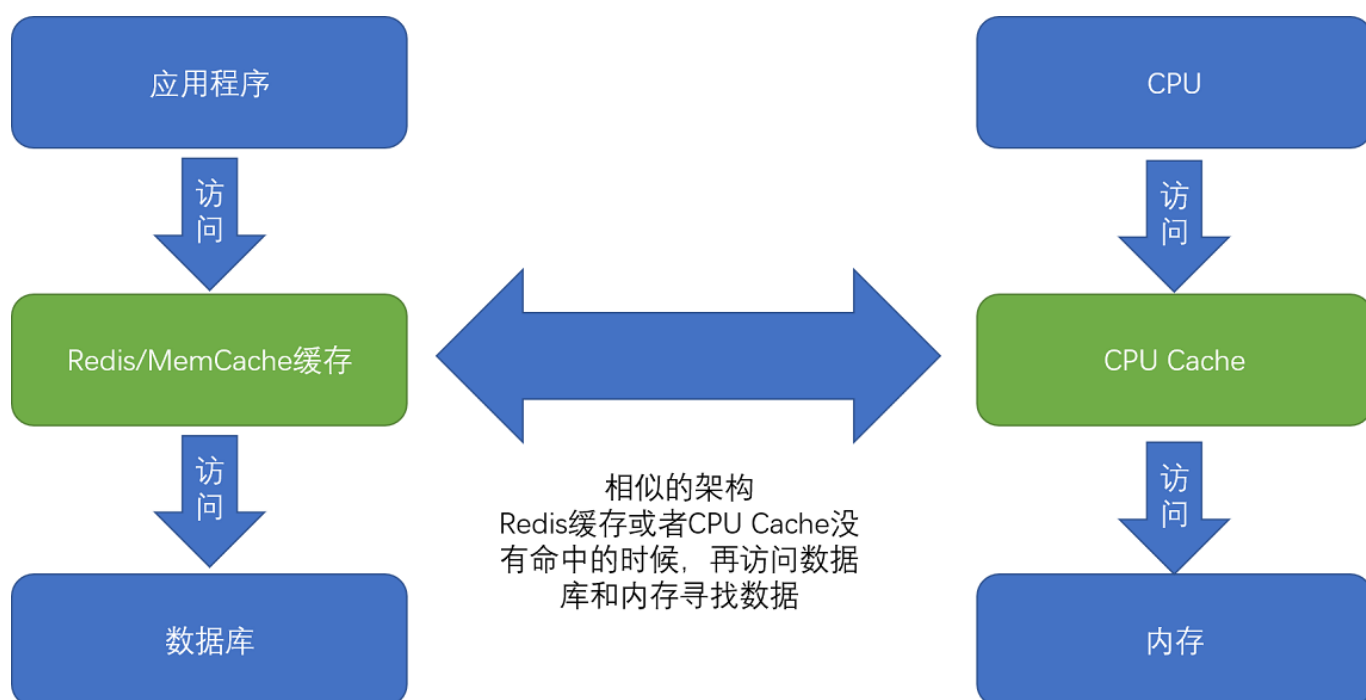 应用程序
CPU
访
问
访
问
Redis/MemCache缓存
CPU Cache
访
问
访
问
相似的架构
Redis缓存或者CPU Cache没
有命中的时候，再访问数据
库和内存寻找数据
数据库
内存